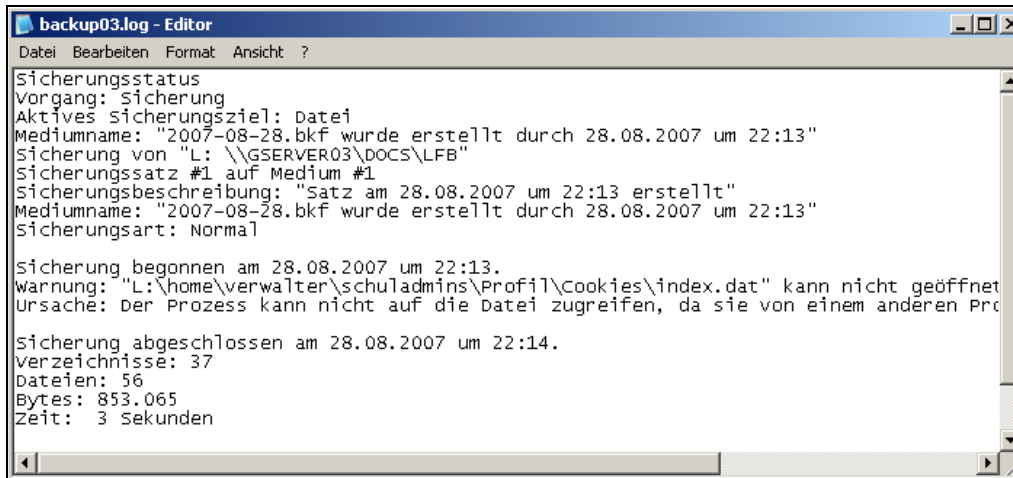 backup03.log - Editor
Datei Bearbeiten Format Ansicht ?
Sicherungsstatus
Vorgang: Sicherung
Aktives Sicherungsziel: Datei
Mediumname: "2007-08-28.bkf wurde erstellt durch 28.08.2007 um 22:13"
Sicherung von "L: \\GSERVER03\DOCS\LFB"
Sicherungssatz #1 auf Medium #1
Sicherungsbeschreibung: "Satz am 28.08.2007 um 22:13 erstellt"
Mediumname: "2007-08-28.bkf wurde erstellt durch 28.08.2007 um 22:13"
Sicherungsart: Normal
Sicherung begonnen am 28.08.2007 um 22:13.
Warnung: "L:\home\verwalter\schuladmins\Profil\Cookies\index.dat" kann nicht geöffnet
Ursache: Der Prozess kann nicht auf die Datei zugreifen, da sie von einem anderen Pro
Sicherung abgeschlossen am 28.08.2007 um 22:14.
Verzeichnisse: 37
Dateien: 56
Bytes: 853.065
Zeit:  3 Sekunden